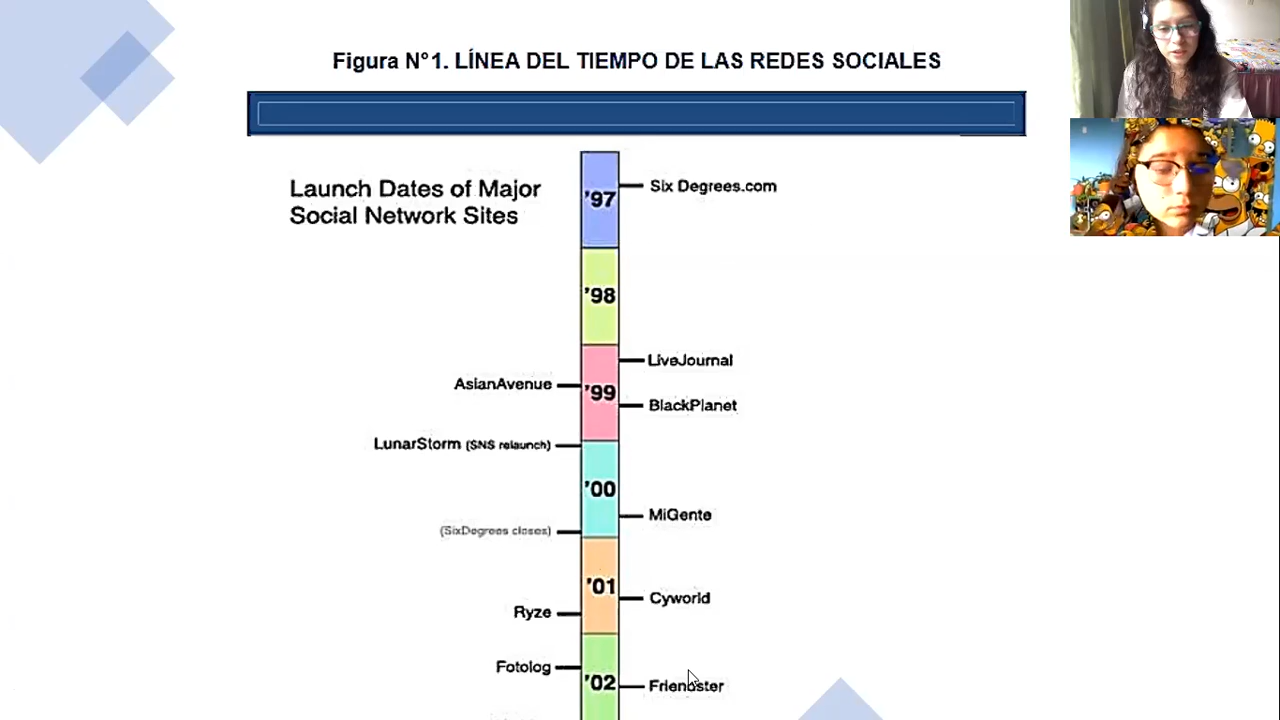 Figura N°1. LÍNEA DEL TIEMPO DE LAS REDES SOCIALES
Launch Dates of Major
Social Network Sites
'97
Six Degrees.com
'98
LiveJournal
AsianAvenue
'99
BlackPlanet
LunarStorm (SNS relaunch)
'00
MiGente
(SixDegrees closes)
'01
Cyworld
Ryze
Fotolog
'02
Friendster